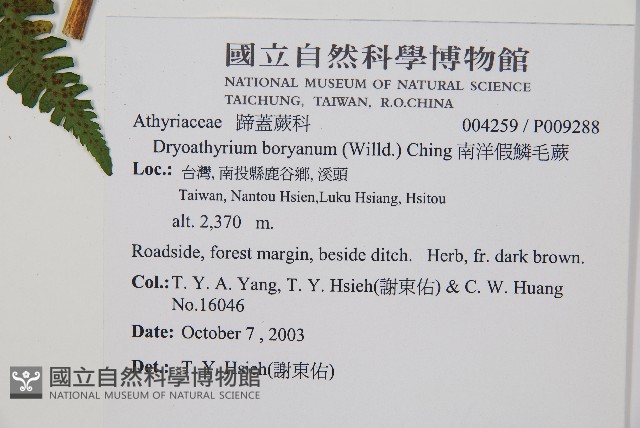 國立自然科學博物館
NATIONAL MUSEUM OF NATURAL SCIENCE
TAICHUNG, TAIWAN, R.O.CHINA
Athyriaceae 蹄蓋蕨科 004259 / P009288
Dryoathyrium boryanum (Willd.) Ching 南洋假鱗毛蕨
Loc.: 台灣, 南投縣鹿谷鄉, 溪頭
Taiwan, Nantou Hsien,Luku Hsiang, Hsitou
alt. 2,370 m.
Roadside, forest margin, beside ditch. Herb, fr. dark brown.
Col.: T. Y. A. Yang, T. Y. Hsieh(謝東佑) & C. W. Huang
No.16046
Date: October 7 , 2003
Det.: T. Y. Hsieh(謝東佑)
國立自然科學博物館
NATIONAL MUSEUM OF NATURAL SCIENCE